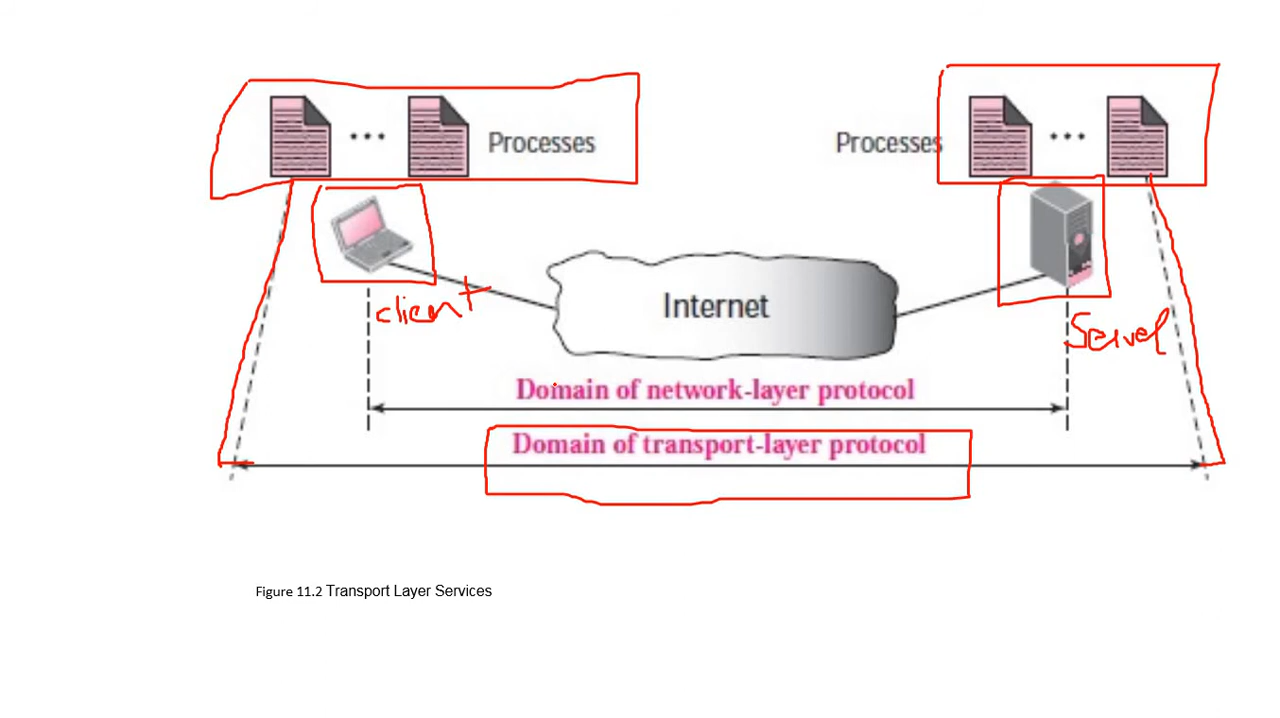 Processes
Processes
client
Server
Internet
Domain of network-layer protocol
Domain of transport-layer protocol
Figure 11.2 Transport Layer Services